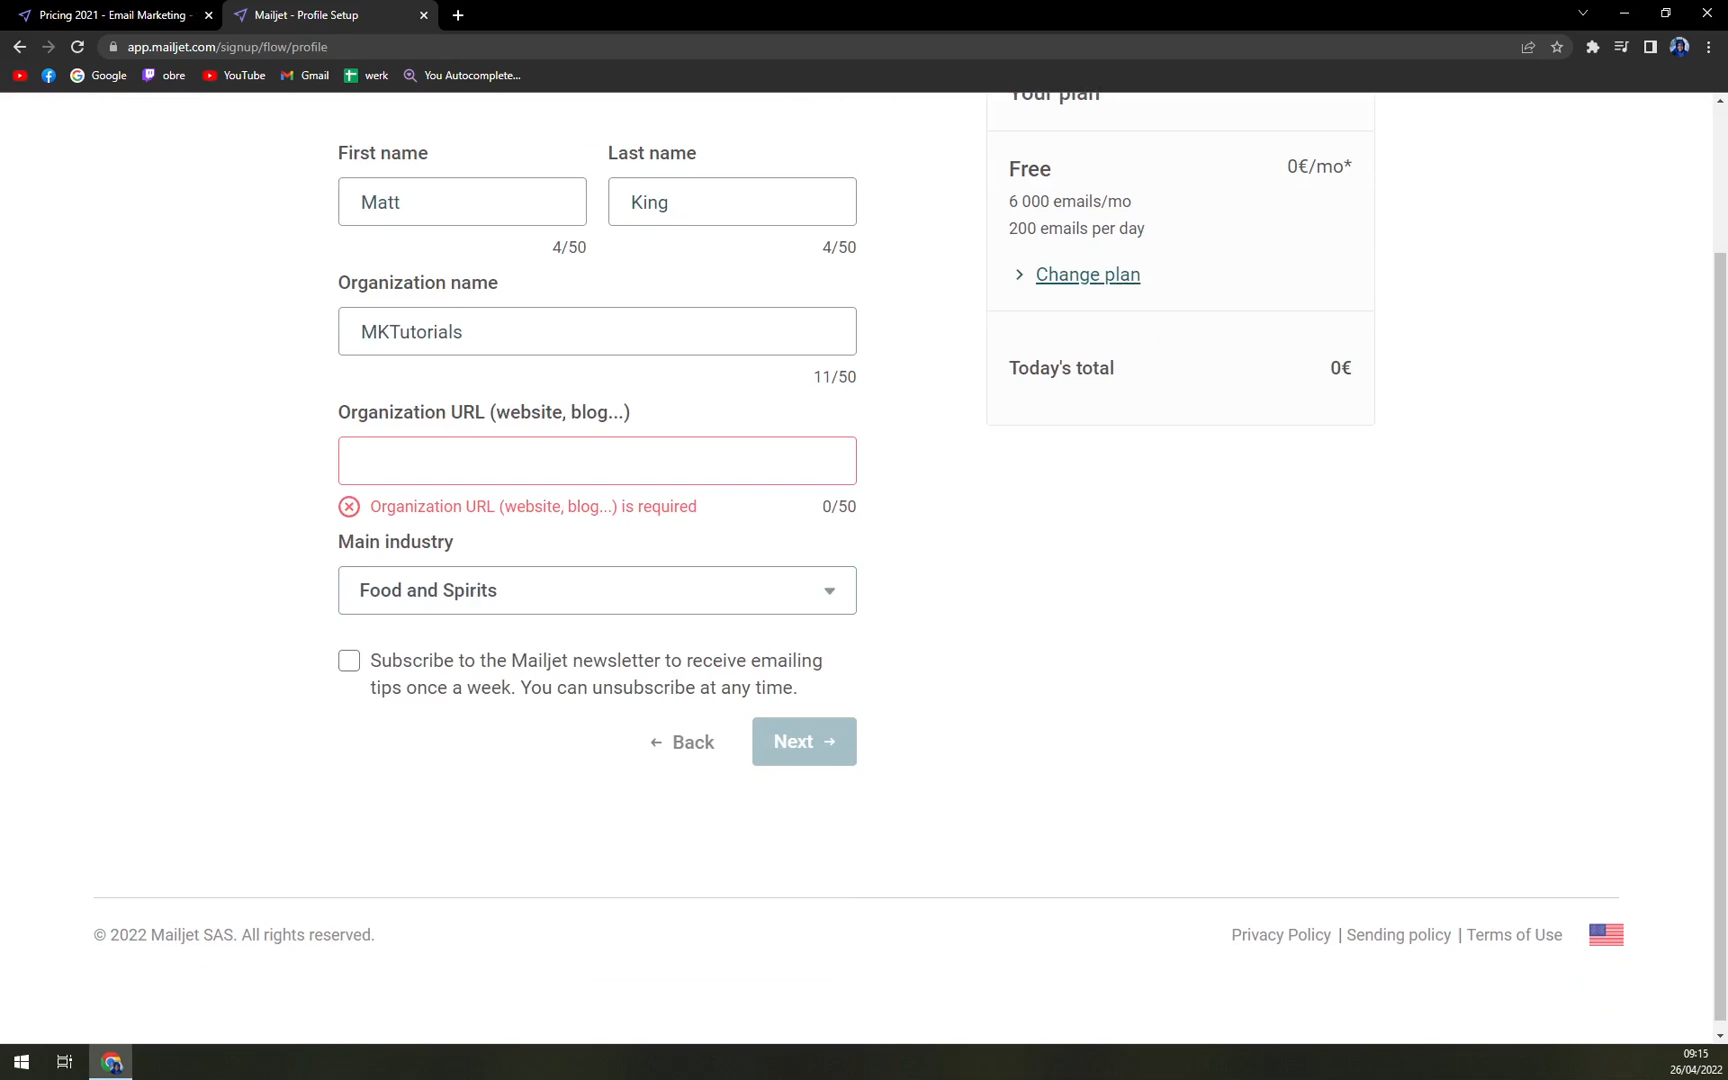 Pricing 2021 - Email Marketing -
Mailjet - Profile Setup
app.mailjet.com/signup/flow/profile
Google
obre
YouTube
Gmail
werk
You Autocomplete...
Your plan
First name
Last name
Matt
King
4/50
4/50
Free
0€/mo*
6 000 emails/mo
200 emails per day
Change plan
Organization name
MKTutorials
11/50
Today's total
0€
Organization URL (website, blog...)
Organization URL (website, blog...) is required
0/50
Main industry
Food and Spirits
Subscribe to the Mailjet newsletter to receive emailing
tips once a week. You can unsubscribe at any time.
← Back
Next →
© 2022 Mailjet SAS. All rights reserved.
Privacy Policy | Sending policy | Terms of Use
09:15
26/04/2022